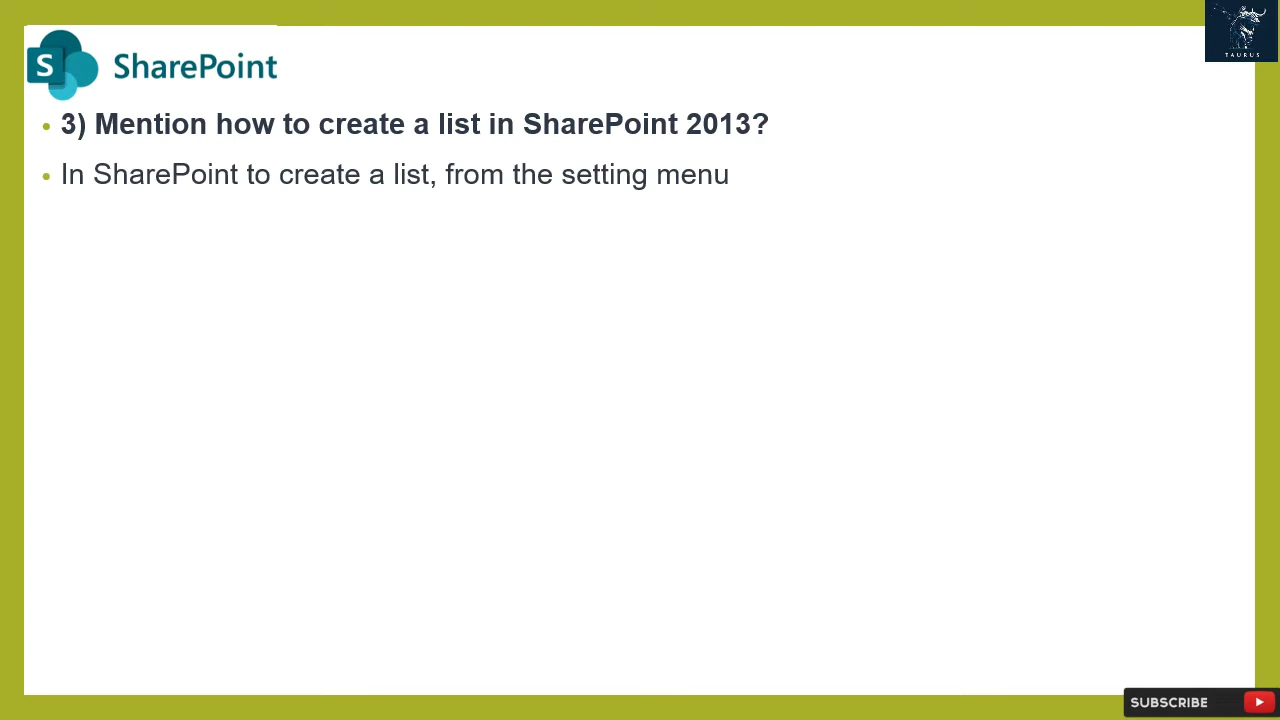 TAURUS
S SharePoint
• 3) Mention how to create a list in SharePoint 2013?
• In SharePoint to create a list, from the setting menu
SUBSCRIBE